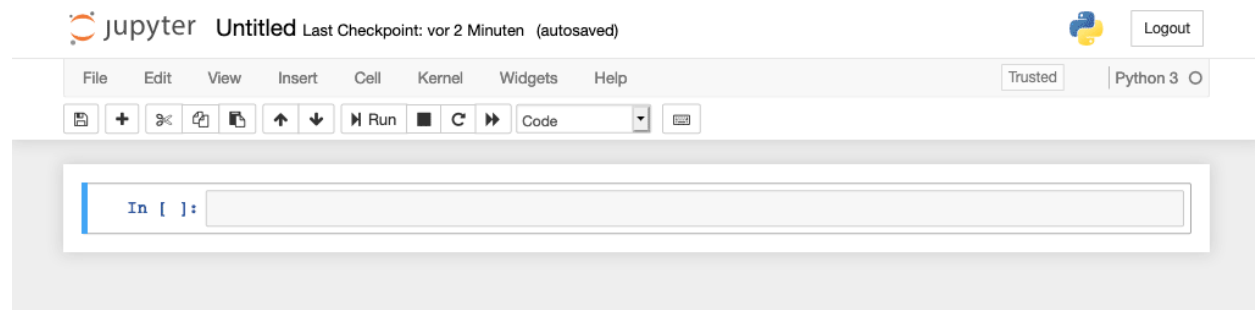 jupyter Untitled Last Checkpoint: vor 2 Minuten (autosaved) Logout
File Edit View Insert Cell Kernel Widgets Help Trusted Python 3
Run Code
In [ ]: